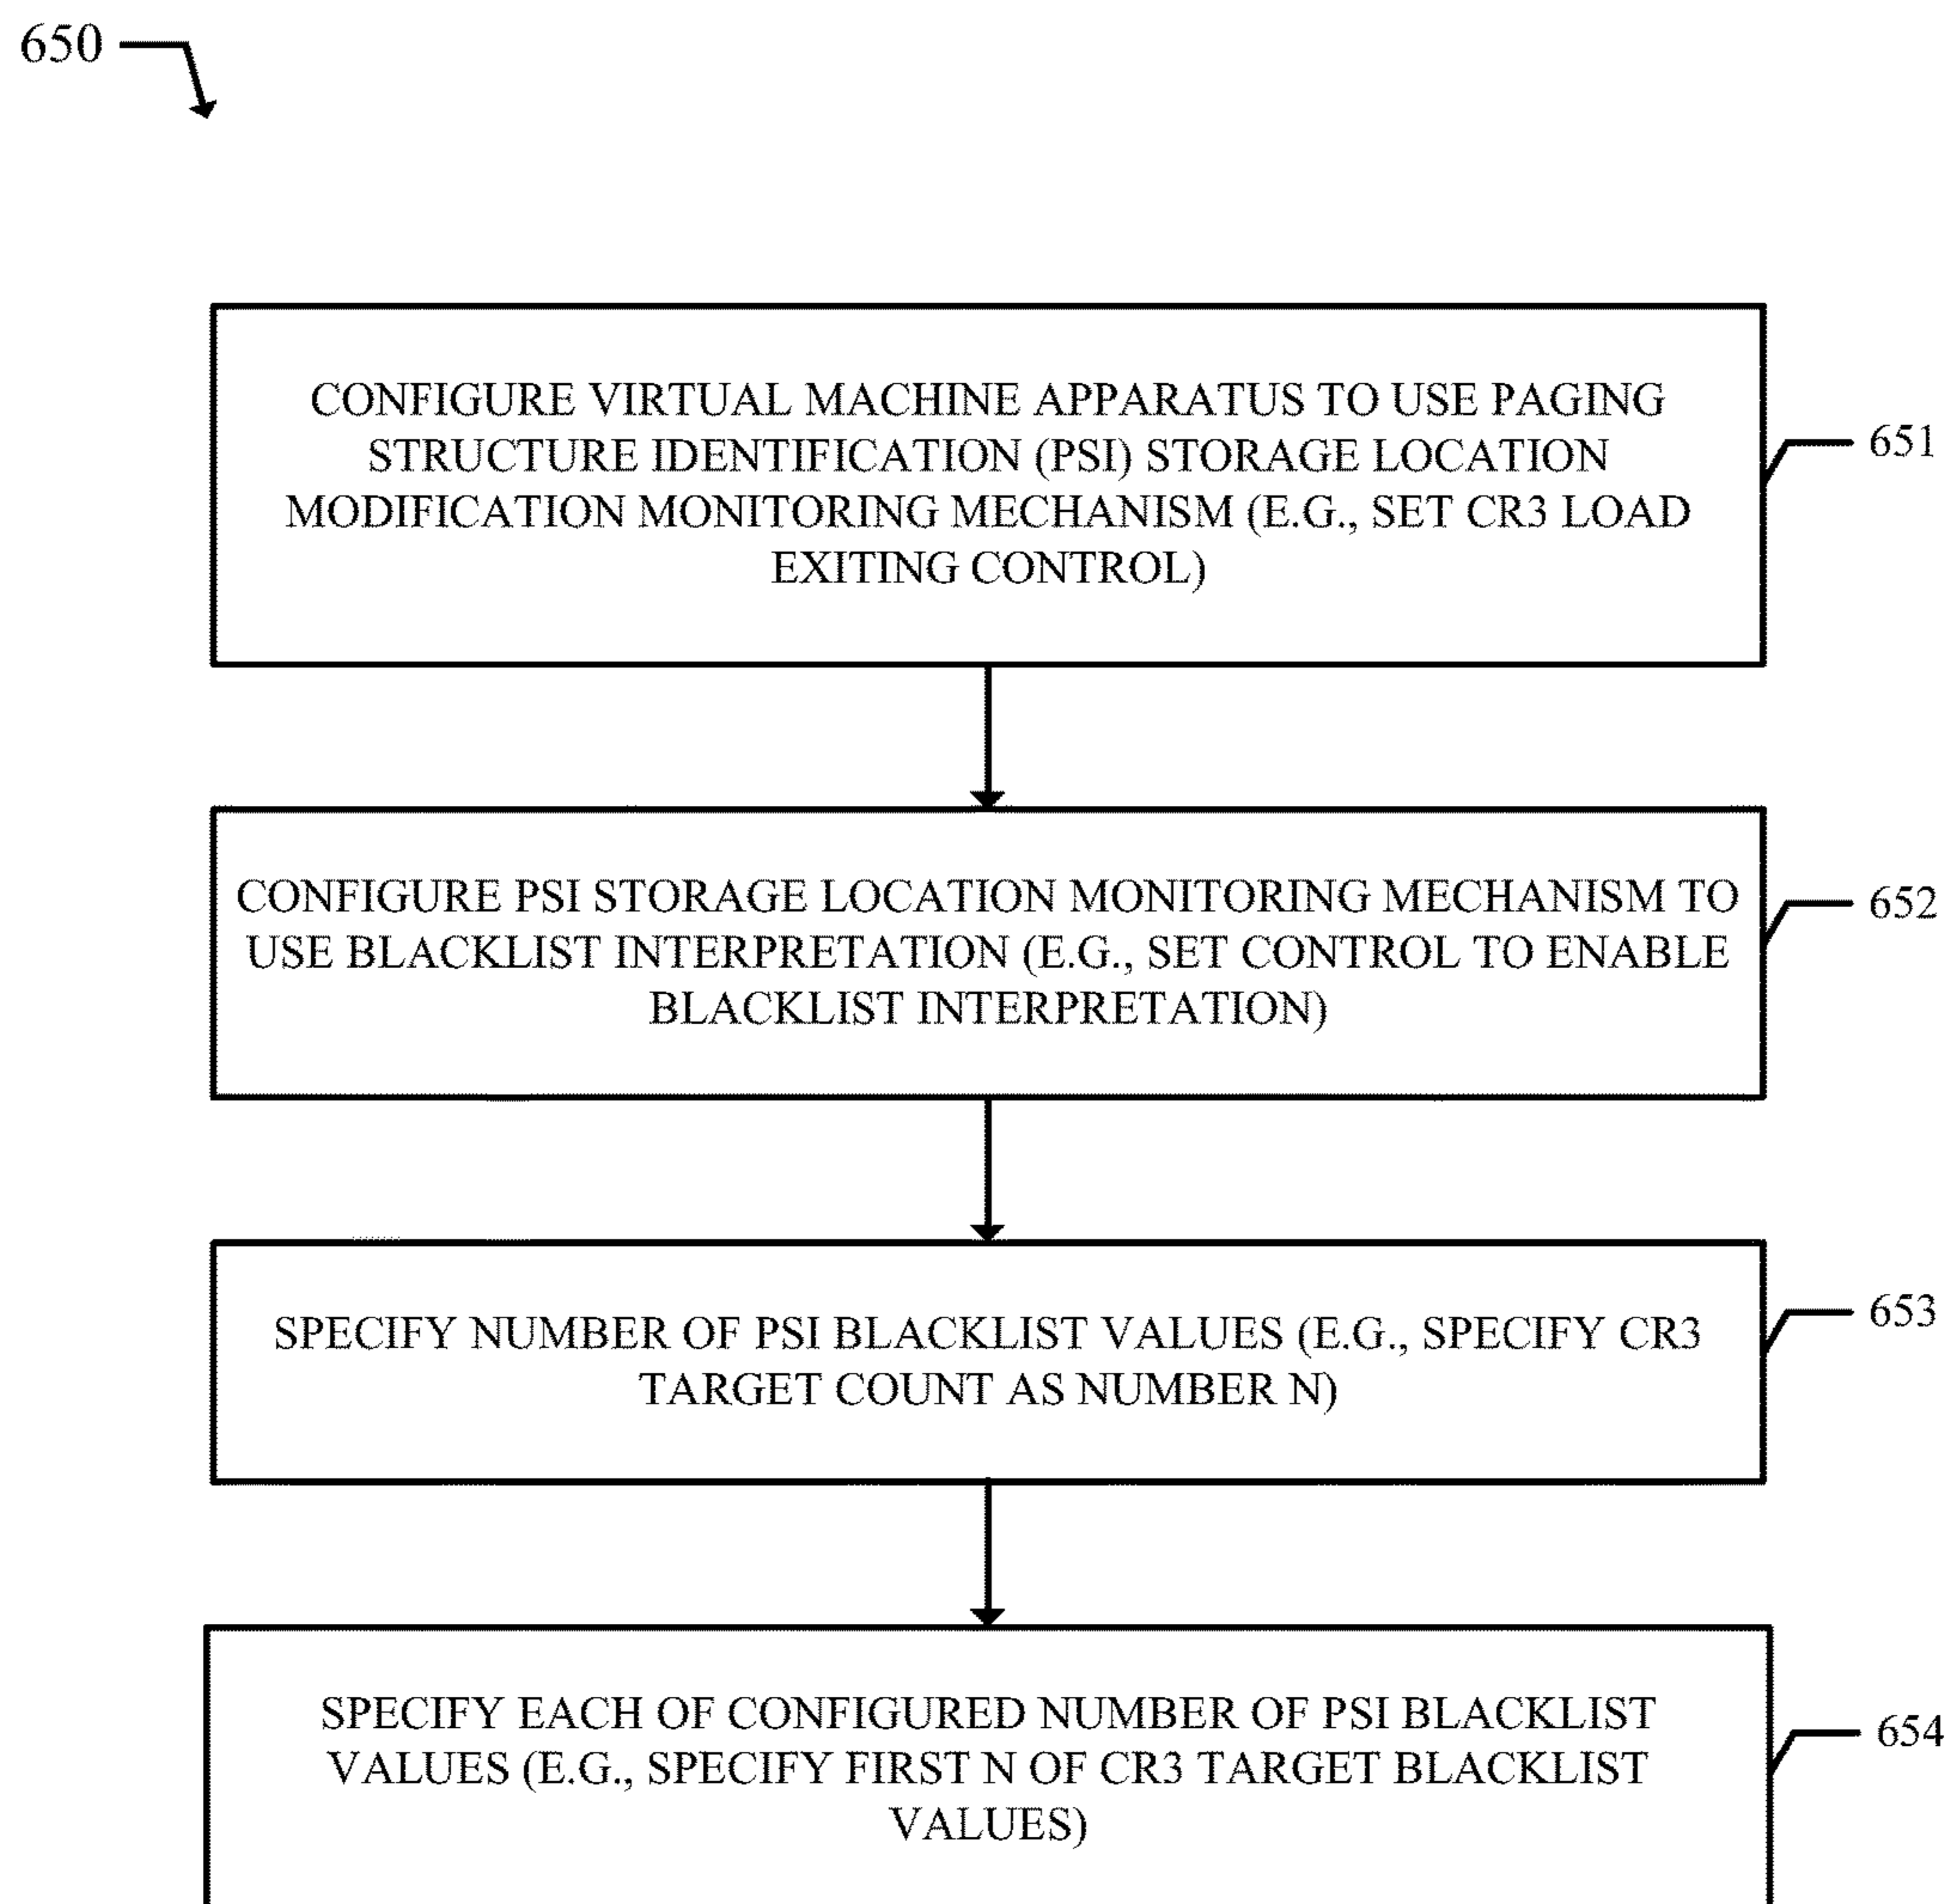 650
CONFIGURE VIRTUAL MACHINE APPARATUS TO USE PAGING
STRUCTURE IDENTIFICATION (PSI) STORAGE LOCATION
MODIFICATION MONITORING MECHANISM (E.G., SET CR3 LOAD
EXITING CONTROL)
651
CONFIGURE PSI STORAGE LOCATION MONITORING MECHANISM TO
USE BLACKLIST INTERPRETATION (E.G., SET CONTROL TO ENABLE
BLACKLIST INTERPRETATION)
652
SPECIFY NUMBER OF PSI BLACKLIST VALUES (E.G., SPECIFY CR3
TARGET COUNT AS NUMBER N)
653
SPECIFY EACH OF CONFIGURED NUMBER OF PSI BLACKLIST
VALUES (E.G., SPECIFY FIRST N OF CR3 TARGET BLACKLIST
VALUES)
654